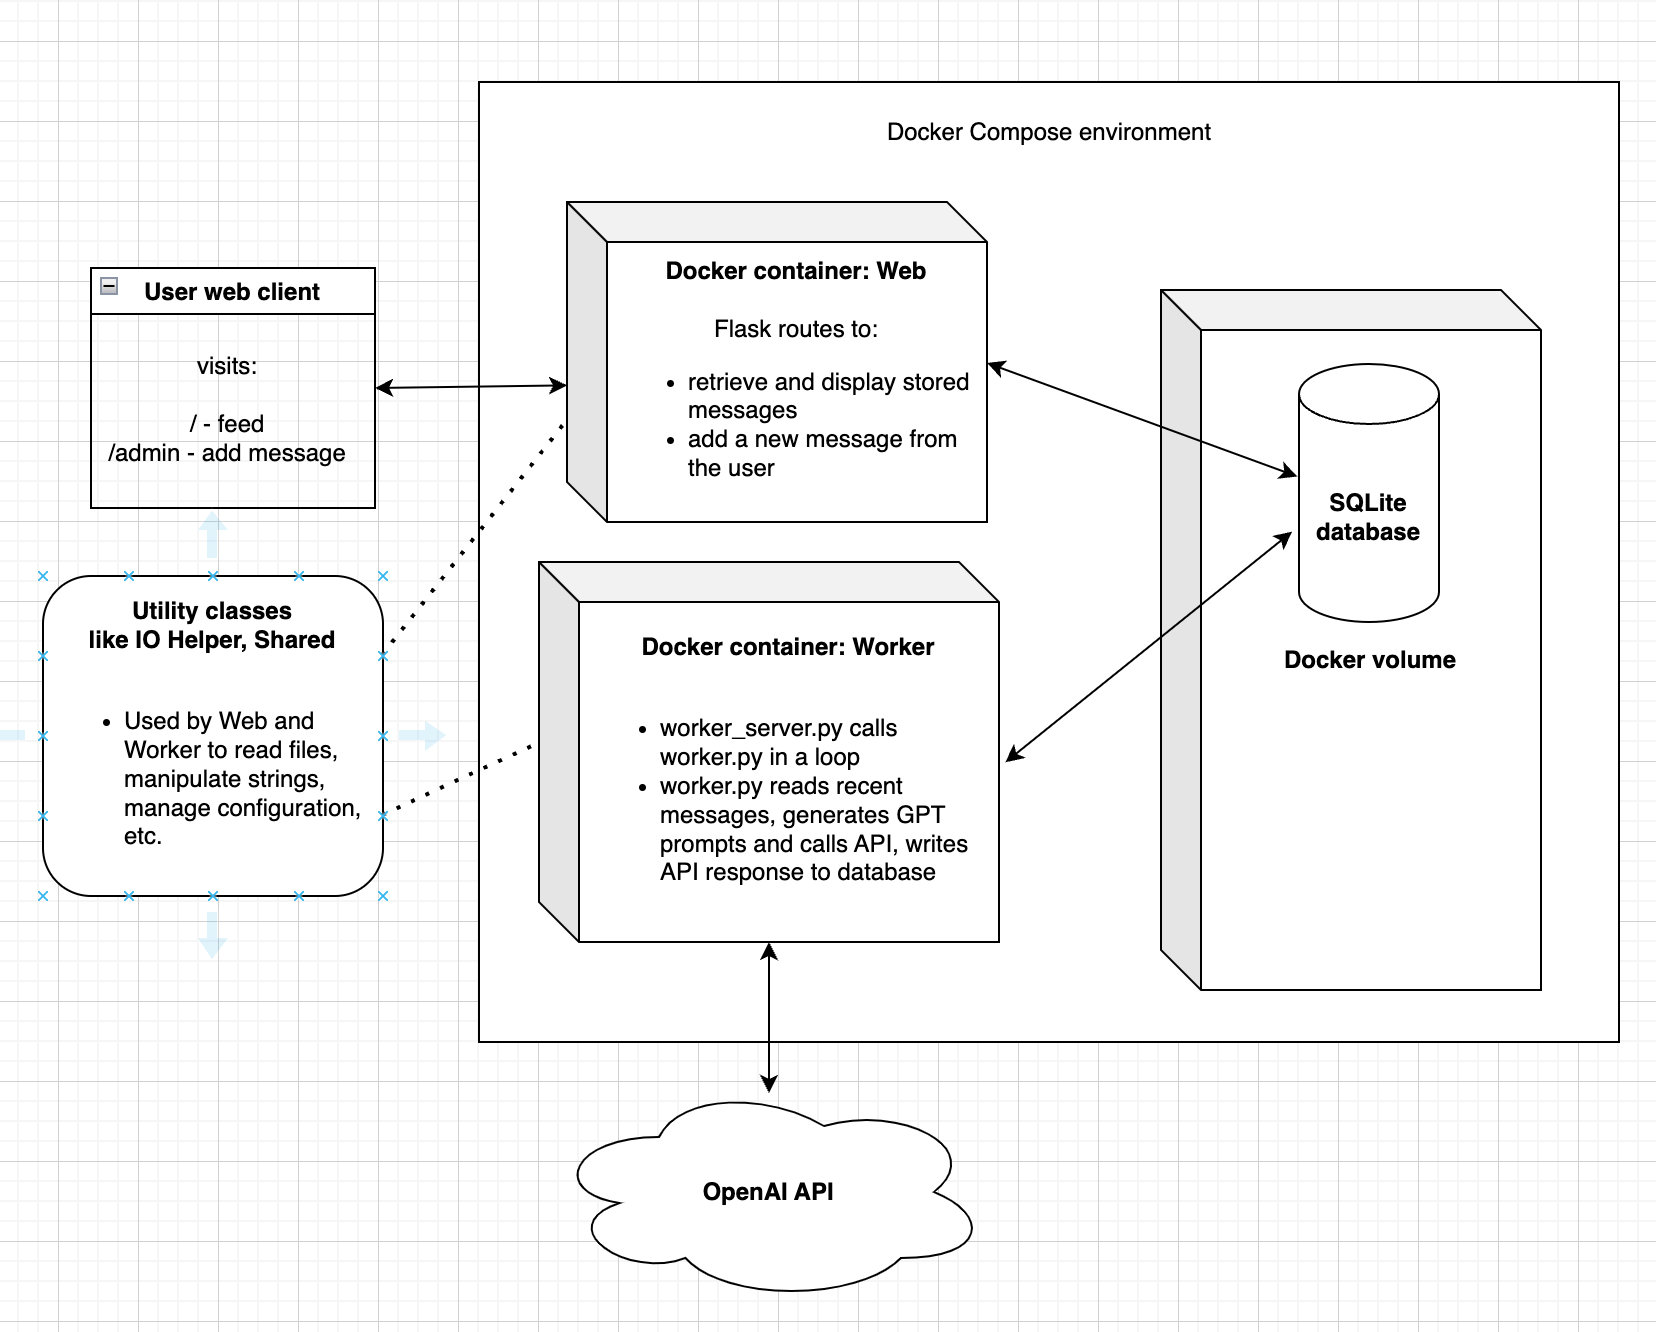 Docker Compose environment
User web client
visits:
/ - feed
/admin - add message
Docker container: Web
Flask routes to:
• retrieve and display stored
messages
• add a new message from
the user
SQLite
database
Docker volume
Utility classes
like IO Helper, Shared
• Used by Web and
Worker to read files,
manipulate strings,
manage configuration,
etc.
Docker container: Worker
• worker_server.py calls
worker.py in a loop
• worker.py reads recent
messages, generates GPT
prompts and calls API, writes
API response to database
OpenAI API